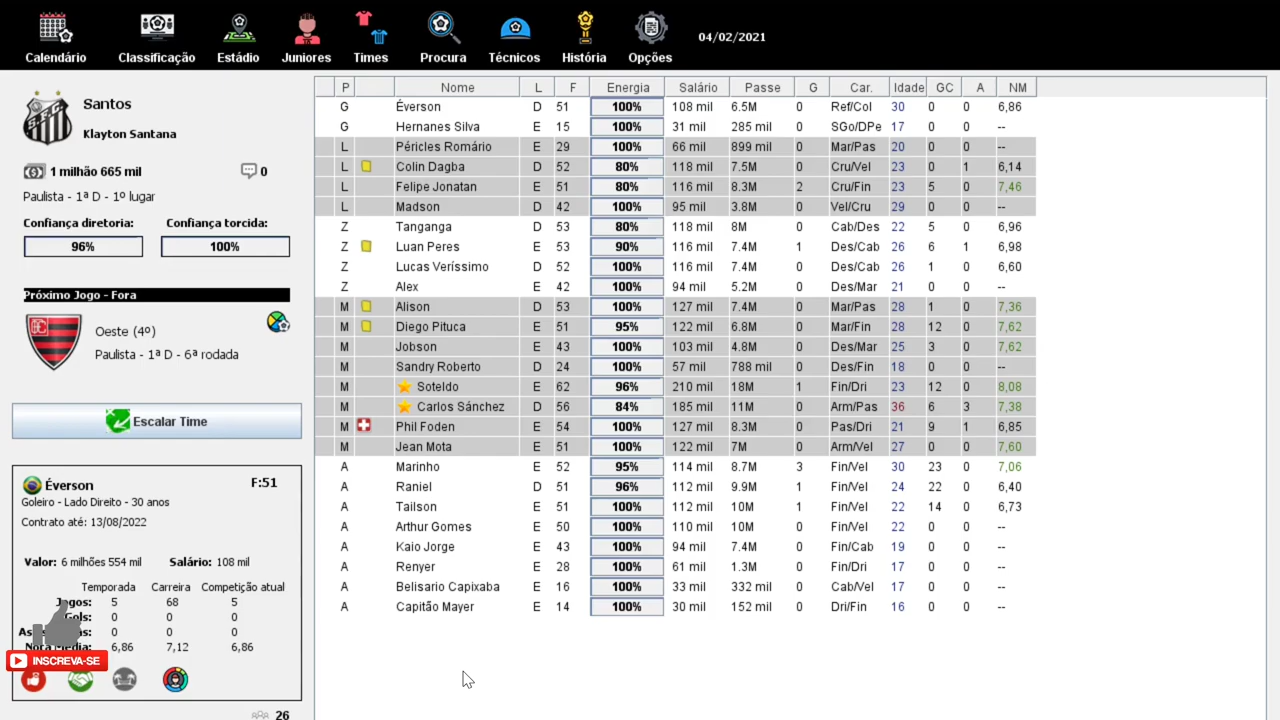 Calendário Classificação Estádio Juniores Times Procura Técnicos História Opções 04/02/2021
Santos
Klayton Santana
1 milhão 665 mil 0
Paulista - 1ª D - 1º lugar
Confiança diretoria: Confiança torcida:
96% 100%
Próximo Jogo - Fora
Oeste (4º)
Paulista - 1ª D - 6ª rodada
Escalar Time
Éverson F:51
Goleiro - Lado Direito - 30 anos
Contrato até: 13/08/2022
Valor: 6 milhões 554 mil Salário: 108 mil
Temporada Carreira Competição atual
Jogos: 5 68 5
Gols: 0 0 0
0 0 0
Nota Média: 6,86 7,12 6,86
INSCREVA-SE
26
P Nome L F Energia Salário Passe G Car. Idade GC A NM
G Éverson D 51 100% 108 mil 6.5M 0 Ref/Col 30 0 0 6,86
G Hernanes Silva E 15 100% 31 mil 285 mil 0 SGo/DPe 17 0 0 --
L Péricles Romário E 29 100% 66 mil 899 mil 0 Mar/Pas 20 0 0 --
L Colin Dagba D 52 80% 118 mil 7.5M 0 Cru/Vel 23 0 1 6,14
L Felipe Jonatan E 51 80% 116 mil 8.3M 2 Cru/Fin 23 5 0 7,46
L Madson D 42 100% 95 mil 3.8M 0 Vel/Cru 29 0 0 --
Z Tanganga D 53 80% 118 mil 8M 0 Cab/Des 22 5 0 6,96
Z Luan Peres E 53 90% 116 mil 7.4M 1 Des/Cab 26 6 1 6,98
Z Lucas Veríssimo D 52 100% 116 mil 7.4M 0 Des/Cab 26 1 0 6,60
Z Alex E 42 100% 94 mil 5.2M 0 Des/Mar 21 0 0 --
M Alison D 53 100% 127 mil 7.4M 0 Mar/Pas 28 1 0 7,36
M Diego Pituca E 51 95% 122 mil 6.8M 0 Mar/Fin 28 12 0 7,62
M Jobson E 43 100% 103 mil 4.8M 0 Des/Mar 25 3 0 7,62
M Sandry Roberto D 24 100% 57 mil 788 mil 0 Des/Fin 18 0 0 --
M Soteldo E 62 96% 210 mil 18M 1 Fin/Dri 23 12 0 8,08
M Carlos Sánchez D 56 84% 185 mil 11M 0 Arm/Pas 36 6 3 7,38
M Phil Foden E 54 100% 127 mil 8.3M 0 Pas/Dri 21 9 1 6,85
M Jean Mota E 51 100% 122 mil 7M 0 Arm/Vel 27 0 0 7,60
A Marinho E 52 95% 114 mil 8.7M 3 Fin/Vel 30 23 0 7,06
A Raniel D 51 96% 112 mil 9.9M 1 Fin/Vel 24 22 0 6,40
A Tailson E 51 100% 112 mil 10M 1 Fin/Vel 22 14 0 6,73
A Arthur Gomes E 50 100% 110 mil 10M 0 Fin/Vel 22 0 0 --
A Kaio Jorge E 43 100% 94 mil 7.4M 0 Fin/Cab 19 0 0 --
A Renyer E 28 100% 61 mil 1.3M 0 Fin/Dri 17 0 0 --
A Belisario Capixaba E 16 100% 33 mil 332 mil 0 Cab/Vel 17 0 0 --
A Capitão Mayer E 14 100% 30 mil 152 mil 0 Dri/Fin 16 0 0 --